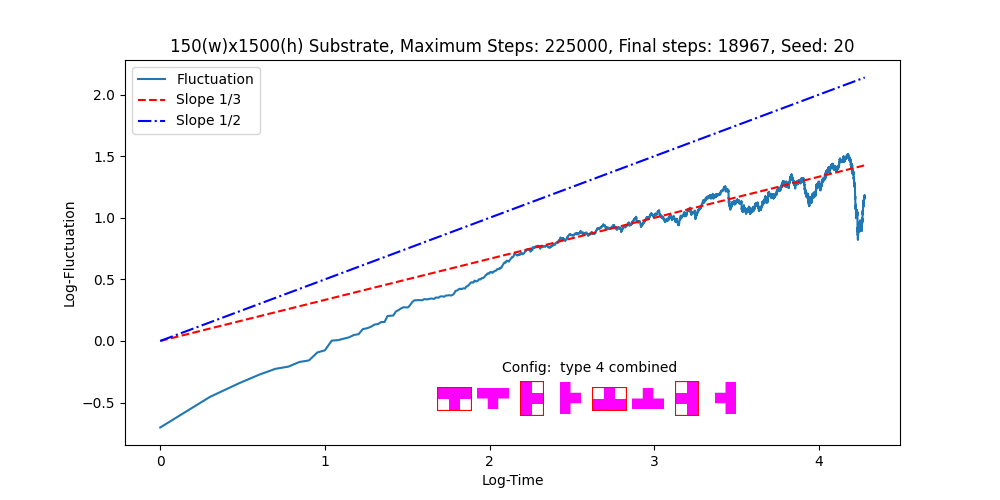 150(w)x1500(h) Substrate, Maximum Steps: 225000, Final steps: 18967, Seed: 20
Fluctuation
Slope 1/3
Slope 1/2
2.0
1.5
1.0
0.5
0.0
−0.5
Log-Fluctuation
Config:  type 4 combined
0
1
2
3
4
Log-Time